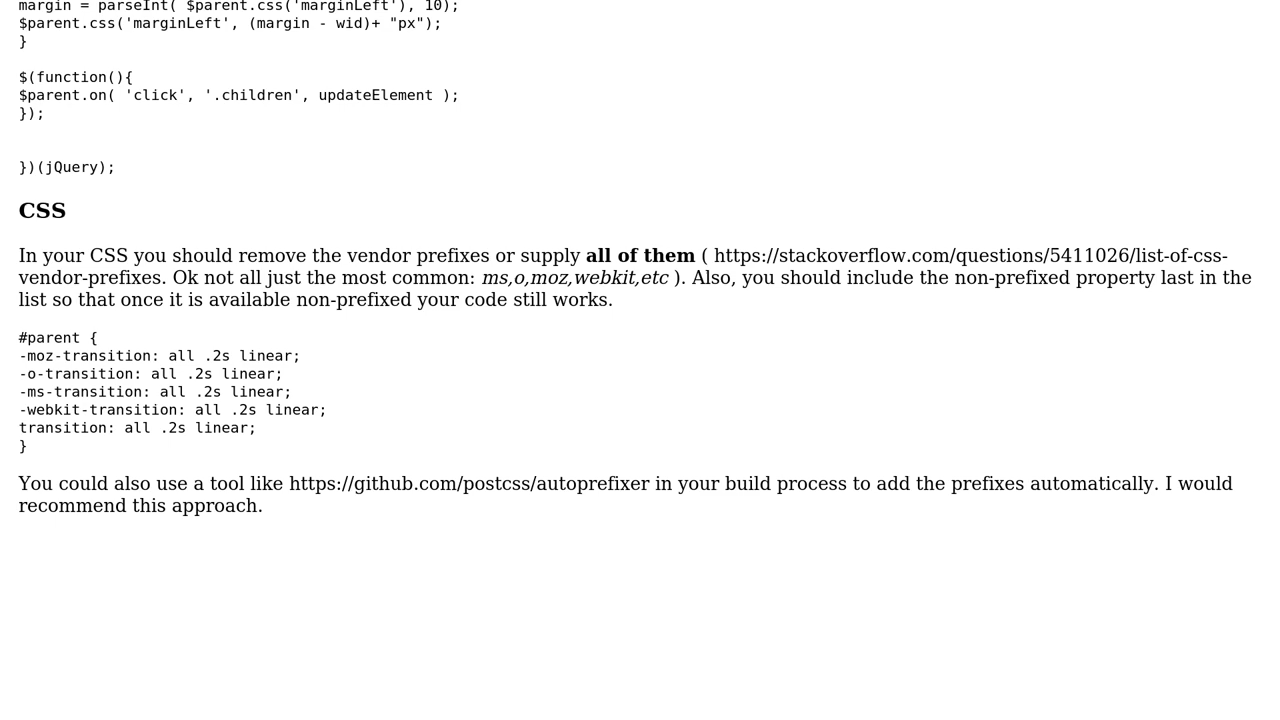 margin = parseInt( $parent.css('marginLeft'), 10);
$parent.css('marginLeft', (margin - wid)+ "px");
}
$(function(){
$parent.on( 'click', '.children', updateElement );
});
})(jQuery);
CSS
In your CSS you should remove the vendor prefixes or supply all of them ( https://stackoverflow.com/questions/5411026/list-of-css-
vendor-prefixes. Ok not all just the most common: ms,o,moz,webkit,etc ). Also, you should include the non-prefixed property last in the
list so that once it is available non-prefixed your code still works.
#parent {
-moz-transition: all .2s linear;
-o-transition: all .2s linear;
-ms-transition: all .2s linear;
-webkit-transition: all .2s linear;
transition: all .2s linear;
}
You could also use a tool like https://github.com/postcss/autoprefixer in your build process to add the prefixes automatically. I would
recommend this approach.